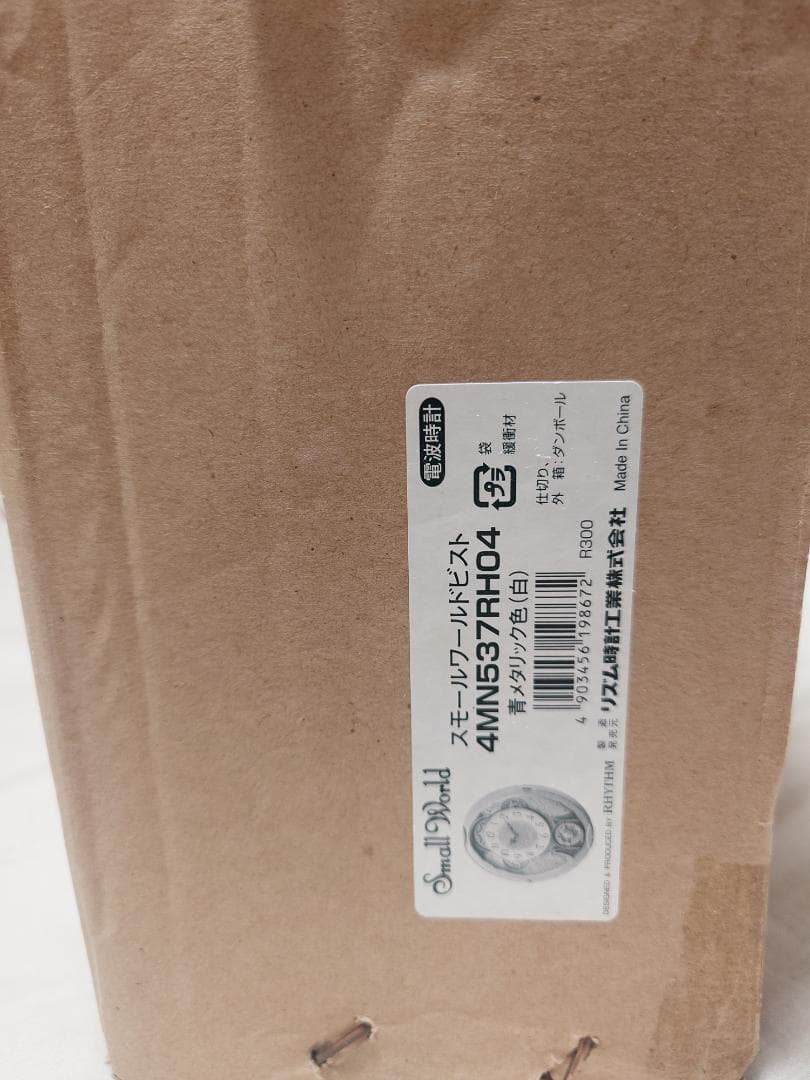 Small World
電波時計
スモールワールドビスト
4MN537RH04
青メタリック色(白)
プラ
袋
緩衝材
仕切り、
外 箱:ダンボール
4 903456 198672
R300
DESIGNED & PRODUCED BY RHYTHM
製造
発売元
リズム時計工業株式会社
Made In China